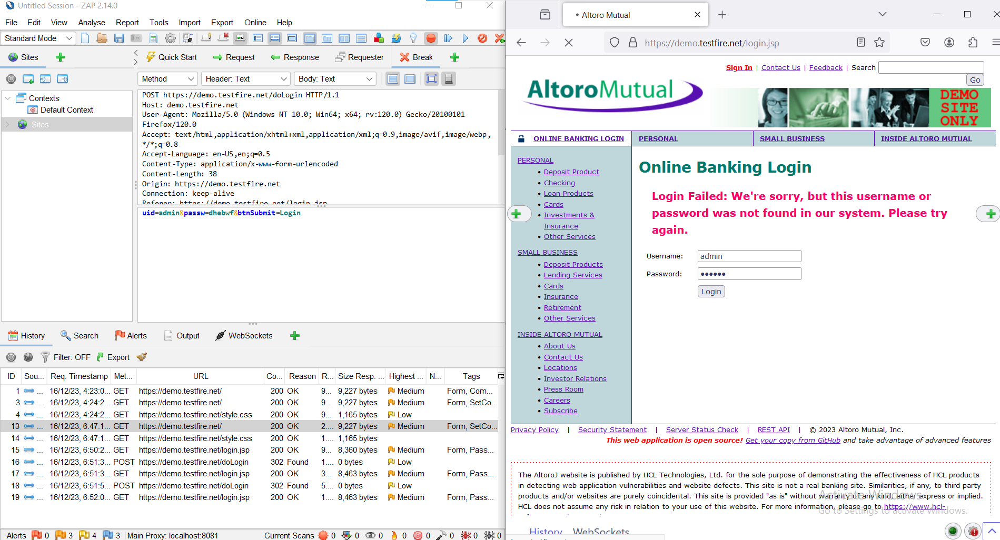 Untitled Session - ZAP 2.14.0
File Edit View Analyse Report Tools Import Export Online Help
Standard Mode
Sites
Quick Start Request Response Requester Break
Method Header: Text Body: Text
Contexts
Default Context
Sites
POST https://demo.testfire.net/doLogin HTTP/1.1
Host: demo.testfire.net
User-Agent: Mozilla/5.0 (Windows NT 10.0; Win64; x64; rv:120.0) Gecko/20100101
Firefox/120.0
Accept: text/html,application/xhtml+xml,application/xml;q=0.9,image/avif,image/webp,
*/*;q=0.8
Accept-Language: en-US,en;q=0.5
Content-Type: application/x-www-form-urlencoded
Content-Length: 38
Origin: https://demo.testfire.net
Connection: keep-alive
Referer: https://demo.testfire.net/login.jsp
uid=admin&passw=dhebwf&btnSubmit=Login
History Search Alerts Output WebSockets
Filter: OFF Export
ID Sou... Req. Timestamp Met... URL Co... Reason R... Size Resp. ... Highest ... N... Tags
1 ... 16/12/23, 4:23:0... GET https://demo.testfire.net/ 200 OK 9... 9,227 bytes Medium Form, Com...
3 ... 16/12/23, 4:24:2... GET https://demo.testfire.net/ 200 OK 9... 9,227 bytes Medium Form, SetCo...
4 ... 16/12/23, 4:24:2... GET https://demo.testfire.net/style.css 200 OK 9... 1,165 bytes Low
13 ... 16/12/23, 6:47:1... GET https://demo.testfire.net/ 200 OK 2... 9,227 bytes Medium Form, SetCo...
14 ... 16/12/23, 6:47:1... GET https://demo.testfire.net/style.css 200 OK 1... 1,165 bytes
15 ... 16/12/23, 6:50:2... GET https://demo.testfire.net/login.jsp 200 OK 9... 8,360 bytes Medium Form, Pass...
16 ... 16/12/23, 6:51:3... POST https://demo.testfire.net/doLogin 302 Found 1.... 0 bytes Low
17 ... 16/12/23, 6:51:3... GET https://demo.testfire.net/login.jsp 200 OK 3... 8,463 bytes Medium Form, Pass...
18 ... 16/12/23, 6:51:5... POST https://demo.testfire.net/doLogin 302 Found 5.... 0 bytes Low
19 ... 16/12/23, 6:52:0... GET https://demo.testfire.net/login.jsp 200 OK 1.... 8,463 bytes Medium Form, Pass...
Alerts 0 3 4 3 Main Proxy: localhost:8081 Current Scans 0 0 0 0 0 0 0 0
Altoro Mutual
https://demo.testfire.net/login.jsp
Sign In | Contact Us | Feedback | Search
Go
AltoroMutual
DEMO
SITE
ONLY
ONLINE BANKING LOGIN PERSONAL SMALL BUSINESS INSIDE ALTORO MUTUAL
PERSONAL
Deposit Product
Checking
Loan Products
Cards
Investments &
Insurance
Other Services
SMALL BUSINESS
Deposit Products
Lending Services
Cards
Insurance
Retirement
Other Services
INSIDE ALTORO MUTUAL
About Us
Contact Us
Locations
Investor Relations
Press Room
Careers
Subscribe
Online Banking Login
Login Failed: We're sorry, but this username or
password was not found in our system. Please try
again.
Username: admin
Password: ••••••
Login
Privacy Policy | Security Statement | Server Status Check | REST API | © 2023 Altoro Mutual, Inc.
This web application is open source! Get your copy from GitHub and take advantage of advanced features
The AltoroJ website is published by HCL Technologies, Ltd. for the sole purpose of demonstrating the effectiveness of HCL products
in detecting web application vulnerabilities and website defects. This site is not a real banking site. Similarities, if any, to third party
products and/or websites are purely coincidental. This site is provided "as is" without warranty of any kind, either express or implied.
HCL does not assume any risk in relation to your use of this website. For more information, please go to https://www.hcl-
Activate Windows
Go to Settings to activate Windows.
History WebSockets